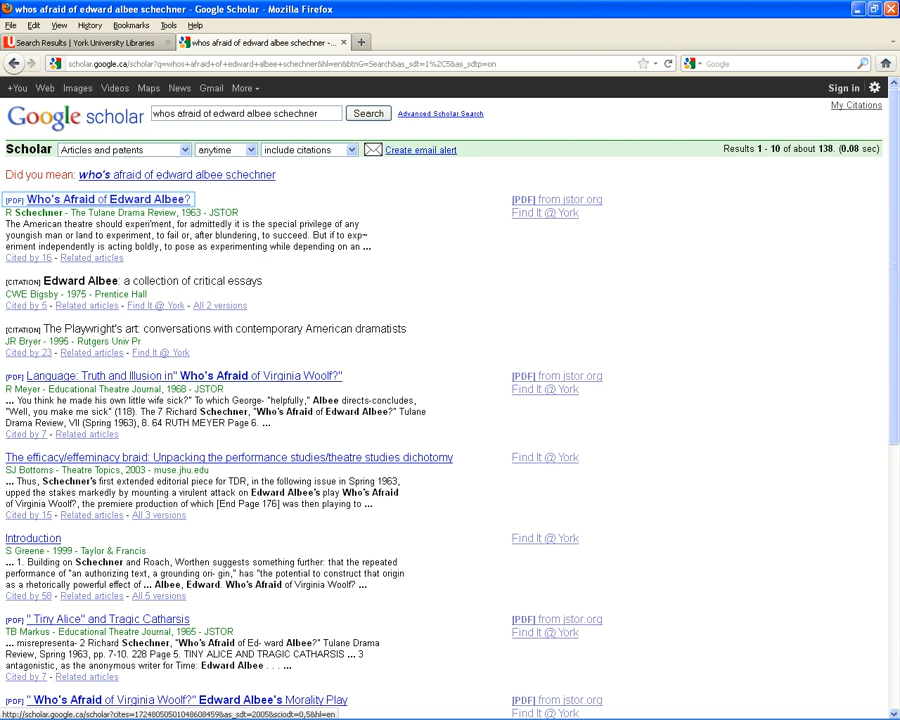 whos afraid of edward albee schechner - Google Scholar - Mozilla Firefox
File Edit View History Bookmarks Tools Help
Search Results | York University Libraries × whos afraid of edward albee schechner -... × +
scholar.google.ca/scholar?q=whos+afraid+of+edward+albee+schechner&hl=en&btnG=Search&as_sdt=1%2C5&as_sdtp=on Google
+You Web Images Videos Maps News Gmail More Sign in
My Citations
Google scholar whos afraid of edward albee schechner Search Advanced Scholar Search
Scholar Articles and patents anytime include citations Create email alert Results 1 - 10 of about 138. (0.08 sec)
Did you mean: who's afraid of edward albee schechner
[PDF] Who's Afraid of Edward Albee? [PDF] from jstor.org
R Schechner - The Tulane Drama Review, 1963 - JSTOR Find It @ York
The American theatre should experi'ment, for admittedly it is the special privilege of any
youngish man or land to experiment, to fail or, after blundering, to succeed. But if to exp~
eriment independently is acting boldly, to pose as experimenting while depending on an ...
Cited by 16 - Related articles
[CITATION] Edward Albee: a collection of critical essays
CWE Bigsby - 1975 - Prentice Hall
Cited by 5 - Related articles - Find It @ York - All 2 versions
[CITATION] The Playwright's art: conversations with contemporary American dramatists
JR Bryer - 1995 - Rutgers Univ Pr
Cited by 23 - Related articles - Find It @ York
[PDF] Language: Truth and Illusion in" Who's Afraid of Virginia Woolf?" [PDF] from jstor.org
R Meyer - Educational Theatre Journal, 1968 - JSTOR Find It @ York
... You think he made his own little wife sick?" To which George- "helpfully," Albee directs-concludes,
"Well, you make me sick" (118). The 7 Richard Schechner, "Who's Afraid of Edward Albee?" Tulane
Drama Review, VII (Spring 1963), 8. 64 RUTH MEYER Page 6. ...
Cited by 7 - Related articles
The efficacy/effeminacy braid: Unpacking the performance studies/theatre studies dichotomy Find It @ York
SJ Bottoms - Theatre Topics, 2003 - muse.jhu.edu
... Thus, Schechner's first extended editorial piece for TDR, in the following issue in Spring 1963,
upped the stakes markedly by mounting a virulent attack on Edward Albee's play Who's Afraid
of Virginia Woolf?, the premiere production of which [End Page 176] was then playing to ...
Cited by 15 - Related articles - All 3 versions
Introduction Find It @ York
S Greene - 1999 - Taylor & Francis
... 1. Building on Schechner and Roach, Worthen suggests something further: that the repeated
performance of "an authorizing text, a grounding ori- gin," has "the potential to construct that origin
as a rhetorically powerful effect of ... Albee, Edward. Who's Afraid of Virginia Woolf? ...
Cited by 58 - Related articles - All 5 versions
[PDF] " Tiny Alice" and Tragic Catharsis [PDF] from jstor.org
TB Markus - Educational Theatre Journal, 1965 - JSTOR Find It @ York
... misrepresenta- 2 Richard Schechner, "Who's Afraid of Ed- ward Albee?" Tulane Drama
Review, Spring 1963, pp. 7-10. 228 Page 5. TINY ALICE AND TRAGIC CATHARSIS ... 3
antagonistic, as the anonymous writer for Time: Edward Albee . . . ...
Cited by 7 - Related articles
[PDF] " Who's Afraid of Virginia Woolf?" Edward Albee's Morality Play [PDF] from jstor.org
Find It @ York
http://scholar.google.ca/scholar?cites=17248050501048608459&as_sdt=2005&sciodt=0,5&hl=en